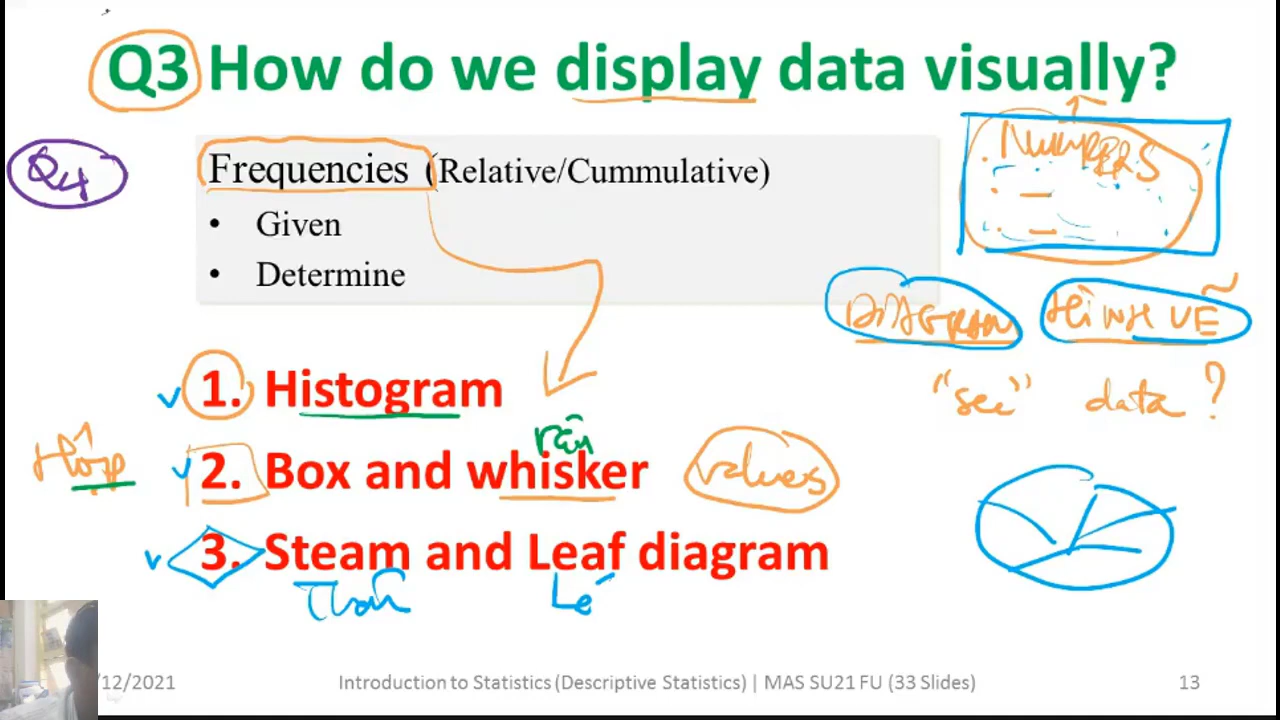 Q3 How do we display data visually?
Q4
Frequencies (Relative/Cummulative)
• Given
• Determine
NUMBERS
DIAGRAM HÌNH VẼ
"see" data ?
1. Histogram
râu
Hộp 2. Box and whisker values
3. Steam and Leaf diagram
Thân Lá
/12/2021 Introduction to Statistics (Descriptive Statistics) | MAS SU21 FU (33 Slides) 13